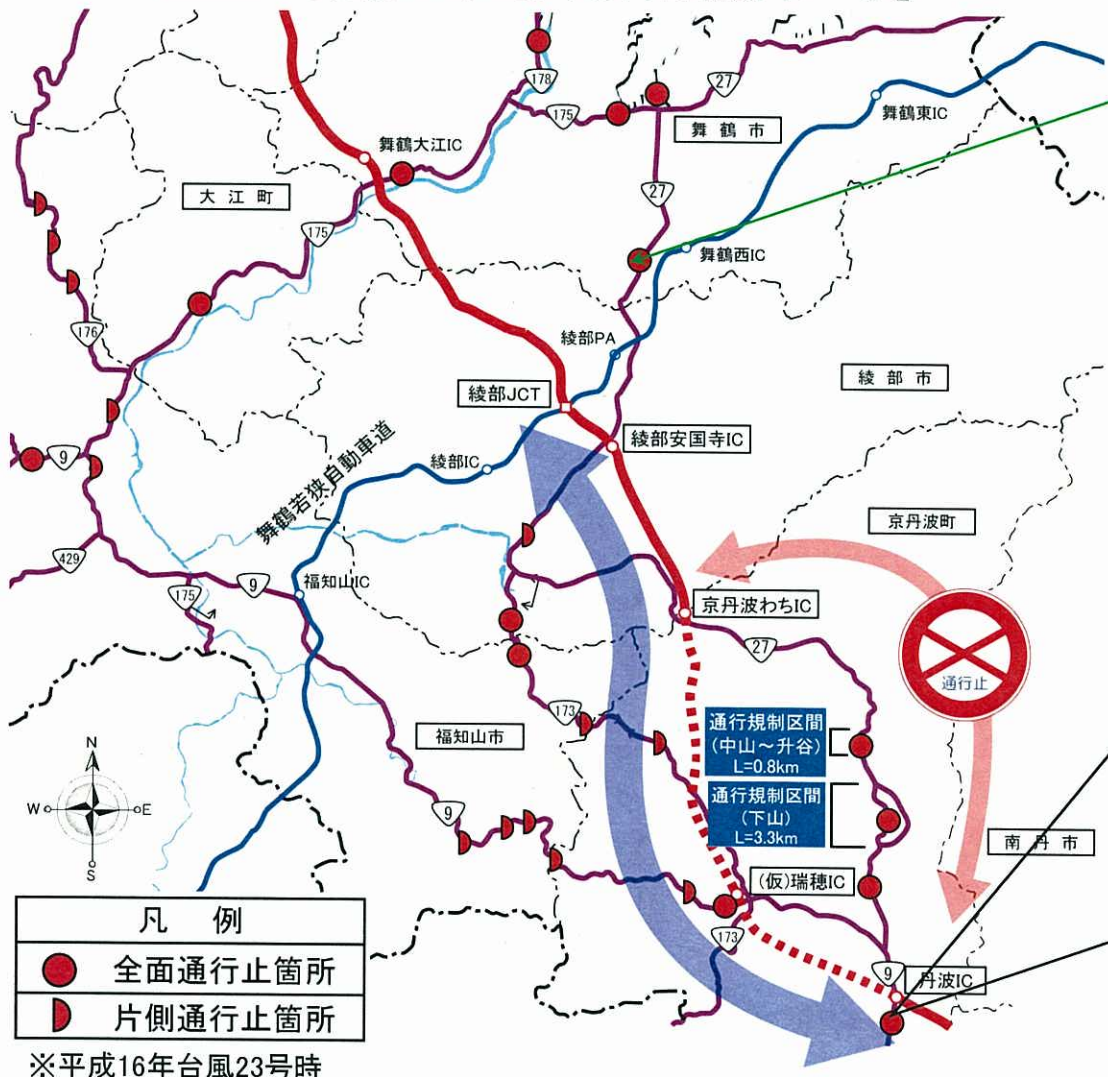 178
27
175
舞鶴市
舞鶴東IC
舞鶴大江IC
大江町
27
175
舞鶴西IC
176
綾部PA
綾部市
綾部JCT
綾部安国寺IC
9
綾部IC
舞鶴若狭自動車道
京丹波町
429
9
福知山IC
175
京丹波わちIC
27
通行止
173
福知山市
通行規制区間
(中山～升谷)
L=0.8km
通行規制区間
(下山)
L=3.3km
N
W
E
S
9
南丹市
(仮)瑞穂IC
173
9
丹波IC
凡例
全面通行止箇所
片側通行止箇所
※平成16年台風23号時